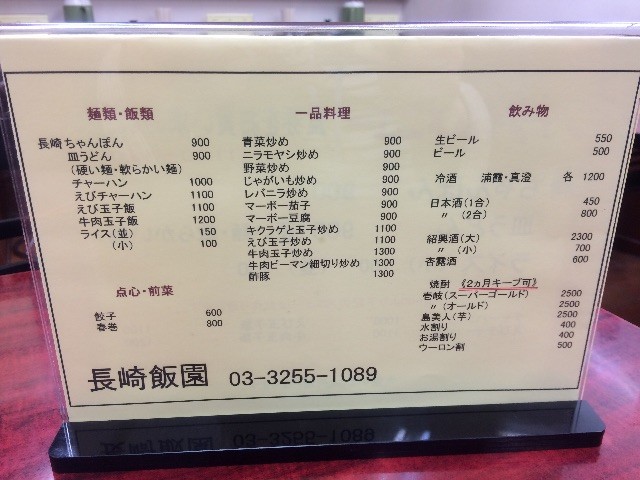 麺類・飯類
長崎ちゃんぽん 900
皿うどん 900
(硬い麺・軟らかい麺)
チャーハン 1000
えびチャーハン 1100
えび玉子飯 1100
牛肉玉子飯 1200
ライス(並) 150
(小) 100
点心・前菜
餃子 600
春巻 800
一品料理
青菜炒め 900
ニラモヤシ炒め 900
野菜炒め 900
じゃがいも炒め 900
レバニラ炒め 900
マーボー茄子 900
マーボー豆腐 900
キクラゲと玉子炒め 1100
えび玉子炒め 1100
牛肉玉子炒め 1300
牛肉ピーマン細切り炒め 1300
酢豚 1300
飲み物
生ビール 550
ビール 500
冷酒 浦霞・真澄 各 1200
日本酒(1合) 450
〃 (2合) 800
紹興酒(大) 2300
〃 (小) 700
杏露酒 600
焼酎 《2ヵ月キープ可》
壱岐(スーパーゴールド) 2500
〃(オールド) 2500
島美人(芋) 2500
水割り 400
お湯割り 400
ウーロン割 500
長崎飯園 03-3255-1089